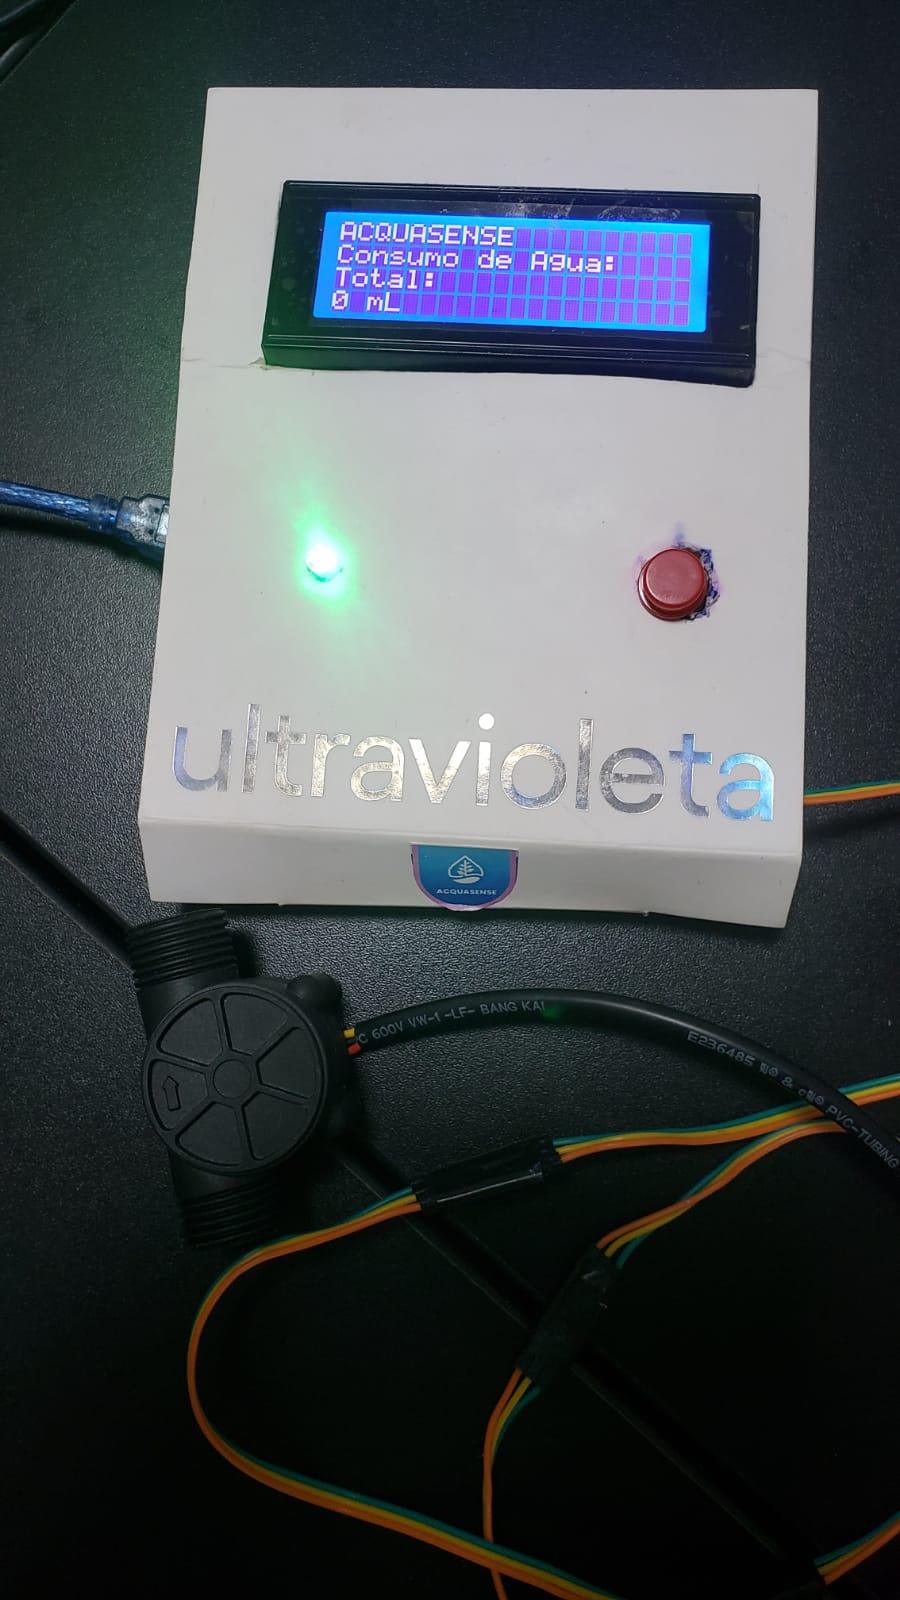 ACQUASENSE
Consumo de Agua:
Total:
0 mL
ultravioleta
ACQUASENSE
C 600V VW-1 -LF- BANG KAI
E236485
& PVC-TUBING